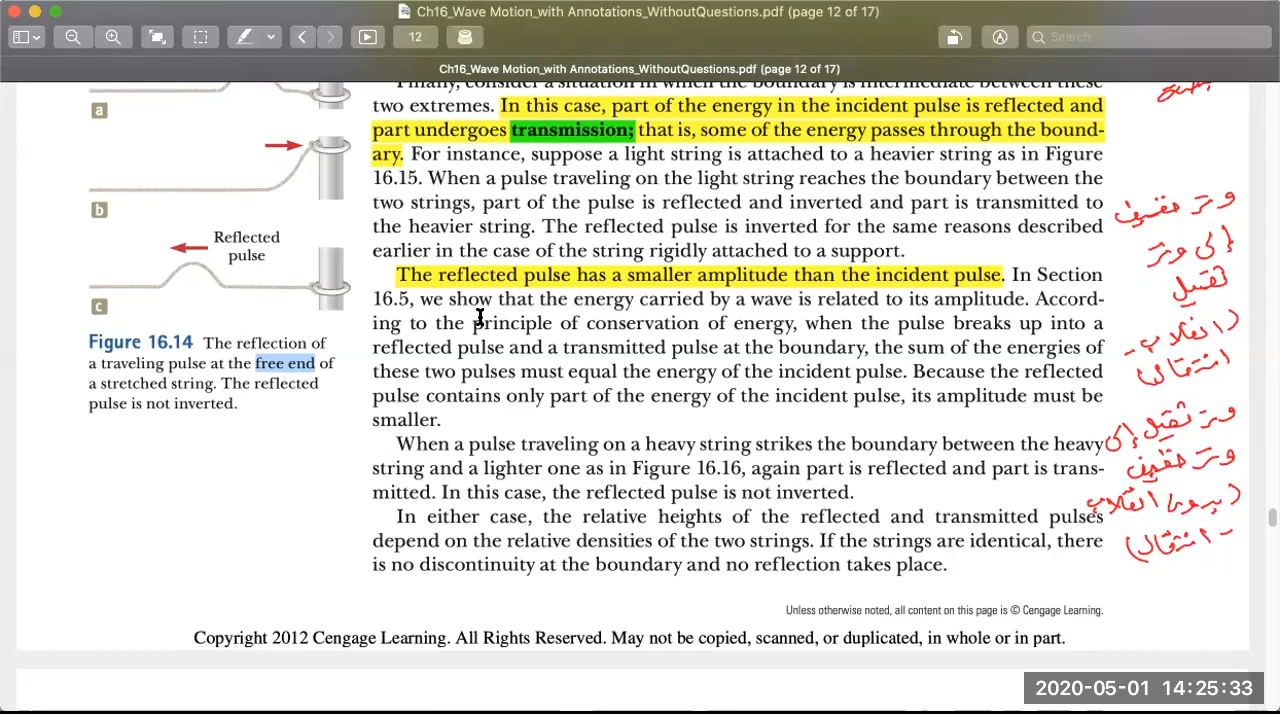 Ch16_Wave Motion_with Annotations_WithoutQuestions.pdf (page 12 of 17)
12
Search
Ch16_Wave Motion_with Annotations_WithoutQuestions.pdf (page 12 of 17)
a
b
Reflected
pulse
c
Figure 16.14 The reflection of
a traveling pulse at the free end of
a stretched string. The reflected
pulse is not inverted.
Finally, consider a situation in which the boundary is intermediate between these
two extremes. In this case, part of the energy in the incident pulse is reflected and
part undergoes transmission; that is, some of the energy passes through the bound-
ary. For instance, suppose a light string is attached to a heavier string as in Figure
16.15. When a pulse traveling on the light string reaches the boundary between the
two strings, part of the pulse is reflected and inverted and part is transmitted to
the heavier string. The reflected pulse is inverted for the same reasons described
earlier in the case of the string rigidly attached to a support.
The reflected pulse has a smaller amplitude than the incident pulse. In Section
16.5, we show that the energy carried by a wave is related to its amplitude. Accord-
ing to the principle of conservation of energy, when the pulse breaks up into a
reflected pulse and a transmitted pulse at the boundary, the sum of the energies of
these two pulses must equal the energy of the incident pulse. Because the reflected
pulse contains only part of the energy of the incident pulse, its amplitude must be
smaller.
When a pulse traveling on a heavy string strikes the boundary between the heavy
string and a lighter one as in Figure 16.16, again part is reflected and part is trans-
mitted. In this case, the reflected pulse is not inverted.
In either case, the relative heights of the reflected and transmitted pulses
depend on the relative densities of the two strings. If the strings are identical, there
is no discontinuity at the boundary and no reflection takes place.
وتر خفيف
إلى وتر
ثقيل
(انقلاب -
انتقال)
وتر ثقيل إلى
وتر خفيف
(بدون انقلاب
- انتقال)
Unless otherwise noted, all content on this page is © Cengage Learning.
Copyright 2012 Cengage Learning. All Rights Reserved. May not be copied, scanned, or duplicated, in whole or in part.
2020-05-01 14:25:33